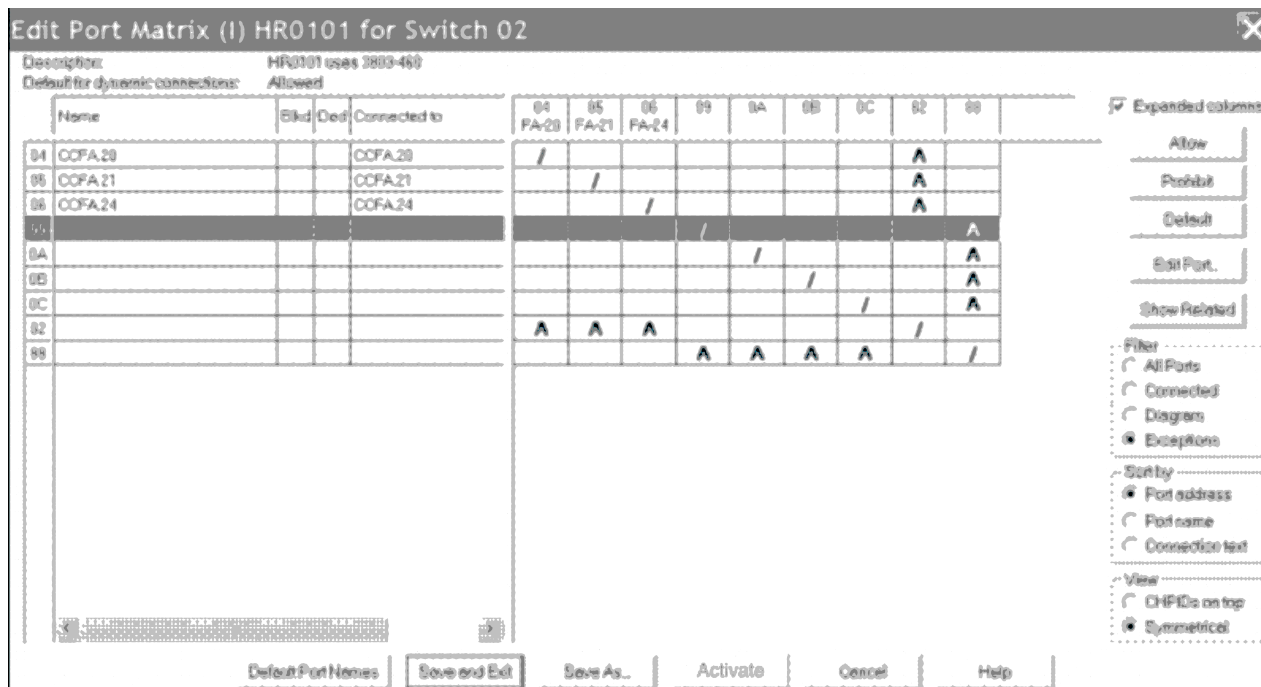 Edit Port Matrix (I) HR0101 for Switch 02
Description: HR0101 uses 3803-460
Default for dynamic connections: Allowed
Name Blkd Ded Connected to 04 05 06 09 0A 0B 0C 82 88
FA-20 FA-21 FA-24
04 CCFA.20 CCFA.20 / A
05 CCFA.21 CCFA.21 / A
06 CCFA.24 CCFA.24 / A
/ A
0A / A
0B / A
0C / A
82 A A A /
88 A A A A /
Expanded columns
Allow
Prohibit
Default
Edit Port..
Show Related
Filter
All Ports
Connected
Diagram
Exceptions
Sort by
Port address
Port name
Connection text
View
CHPIDs on top
Symmetrical
Default Port Names Save and Exit Save As... Activate Cancel Help